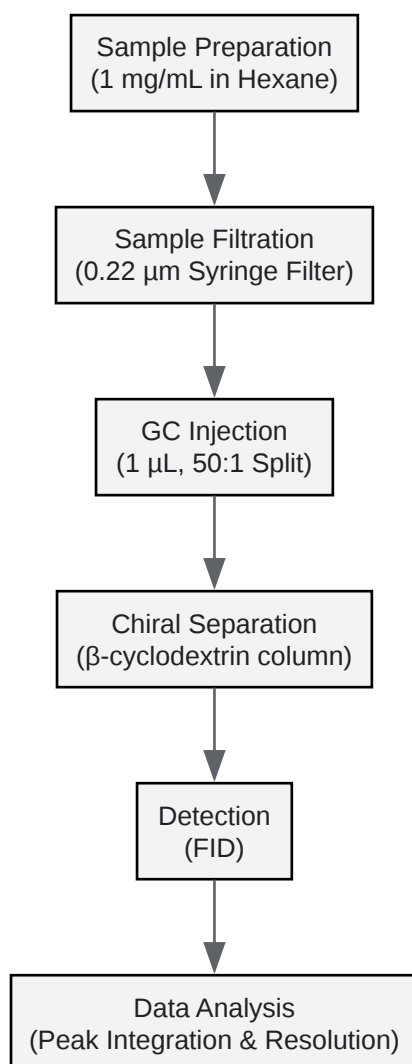 Sample Preparation
(1 mg/mL in Hexane)
Sample Filtration
(0.22 µm Syringe Filter)
GC Injection
(1 µL, 50:1 Split)
Chiral Separation
(β-cyclodextrin column)
Detection
(FID)
Data Analysis
(Peak Integration & Resolution)